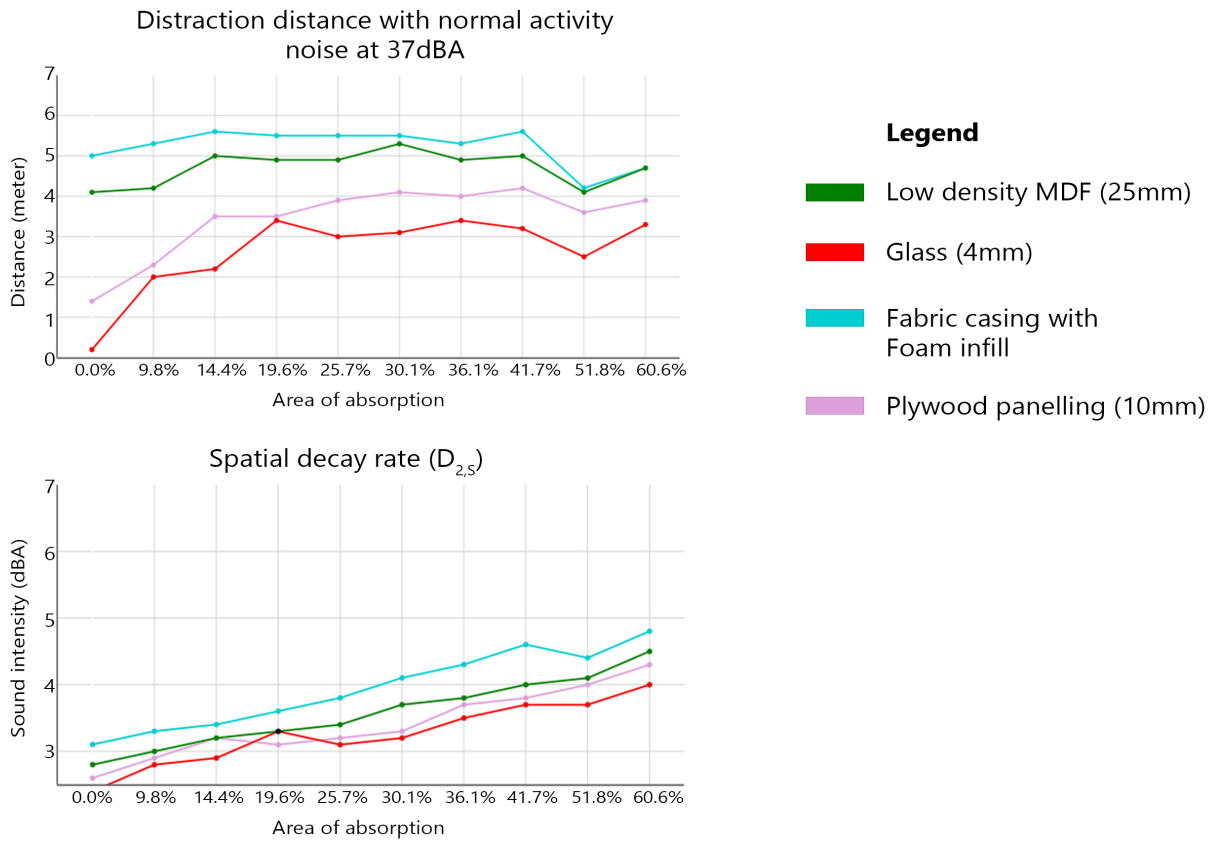 Distraction distance with normal activity
noise at 37dBA
7
6
5
4
3
2
1
0
Distance (meter)
0.0% 9.8% 14.4% 19.6% 25.7% 30.1% 36.1% 41.7% 51.8% 60.6%
Area of absorption
Legend
Low density MDF (25mm)
Glass (4mm)
Fabric casing with
Foam infill
Plywood panelling (10mm)
Spatial decay rate (D2,S)
7
6
5
4
3
Sound intensity (dBA)
0.0% 9.8% 14.4% 19.6% 25.7% 30.1% 36.1% 41.7% 51.8% 60.6%
Area of absorption